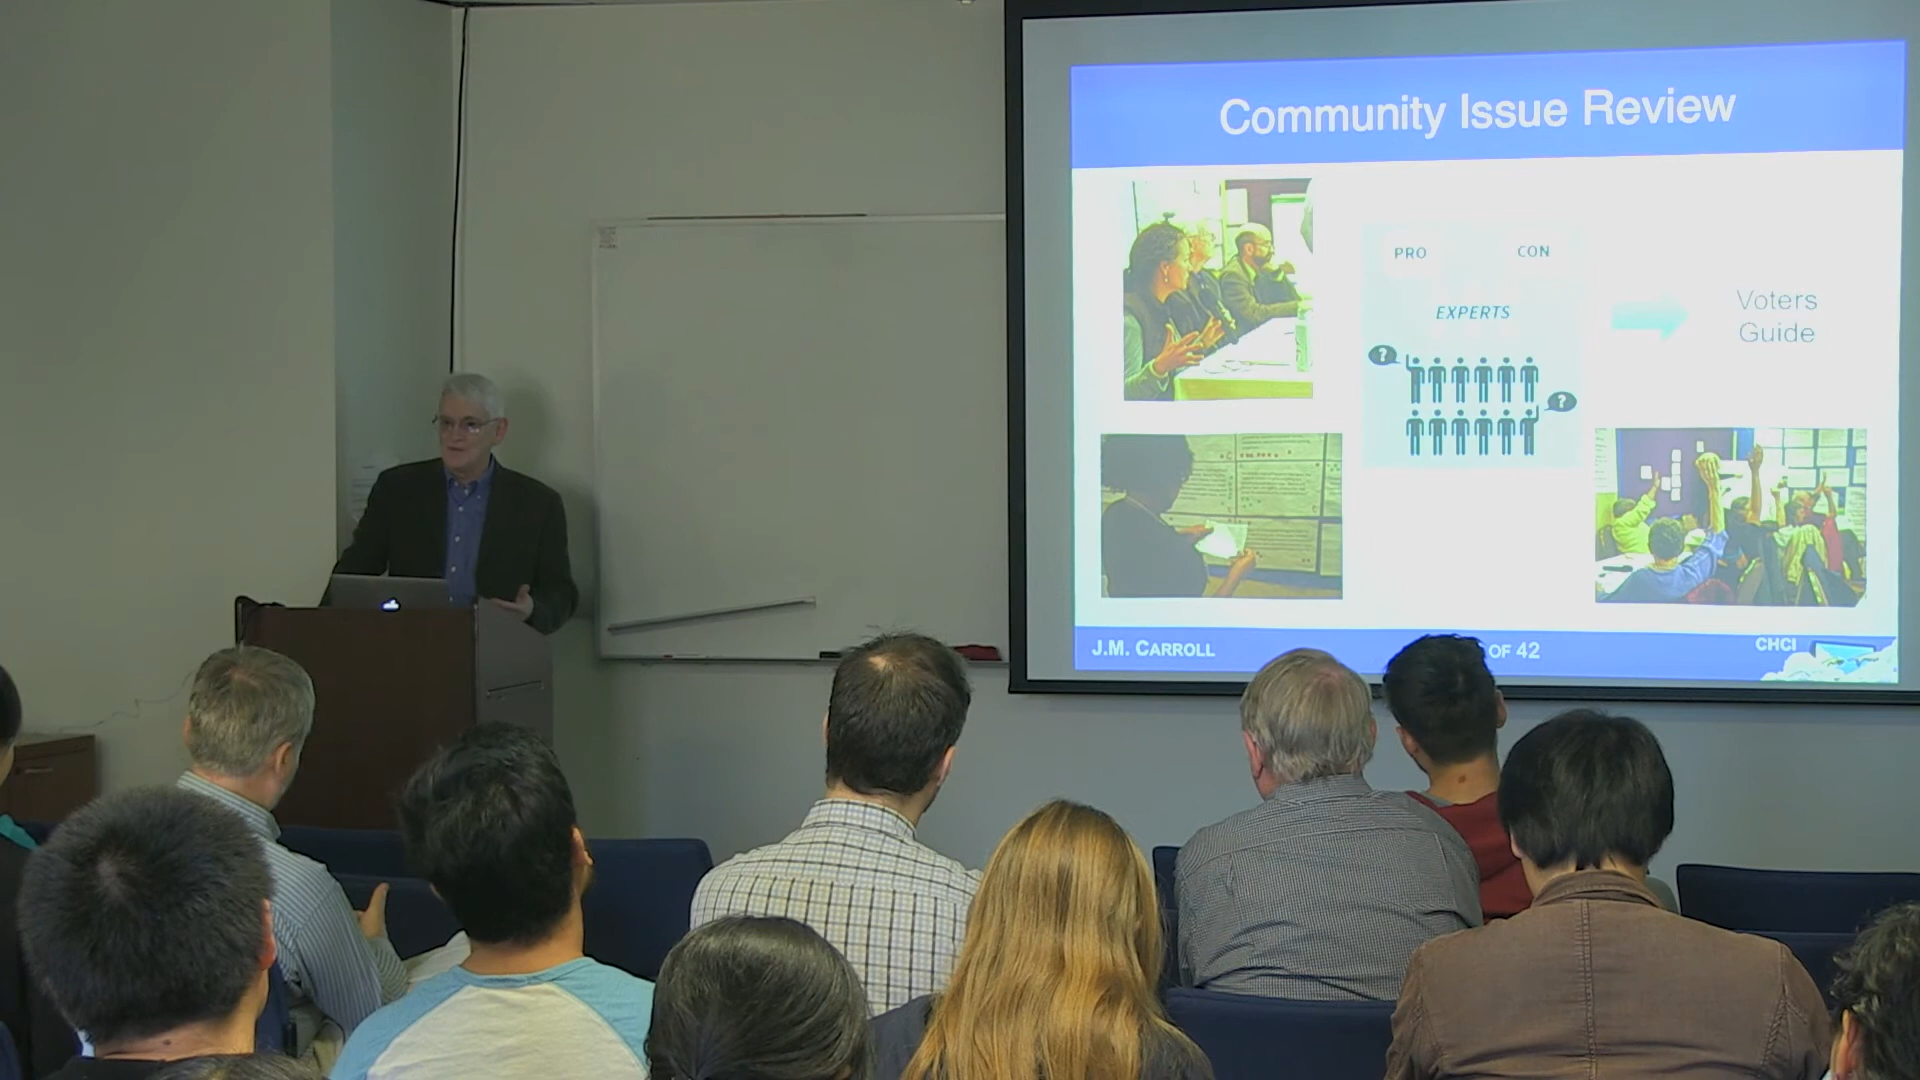 Community Issue Review
PRO CON
EXPERTS
?
?
Voters
Guide
J.M. CARROLL
OF 42
CHCI